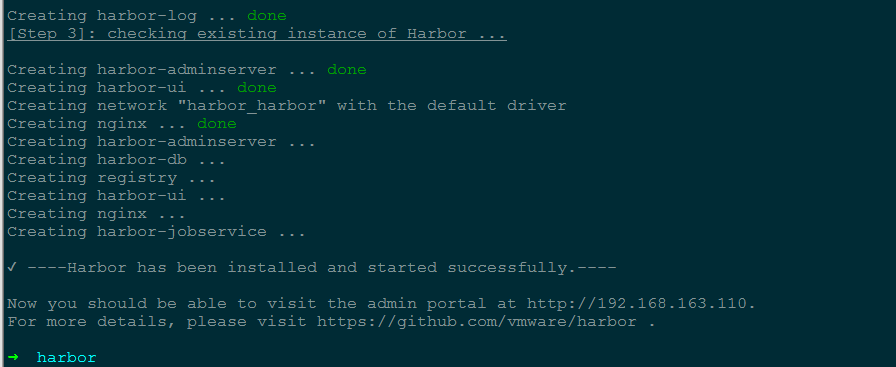 Creating harbor-log ... done
[Step 3]: checking existing instance of Harbor ...
Creating harbor-adminserver ... done
Creating harbor-ui ... done
Creating network "harbor_harbor" with the default driver
Creating nginx ... done
Creating harbor-adminserver ...
Creating harbor-db ...
Creating registry ...
Creating harbor-ui ...
Creating nginx ...
Creating harbor-jobservice ...
✓ ----Harbor has been installed and started successfully.----
Now you should be able to visit the admin portal at http://192.168.163.110.
For more details, please visit https://github.com/vmware/harbor .
→ harbor